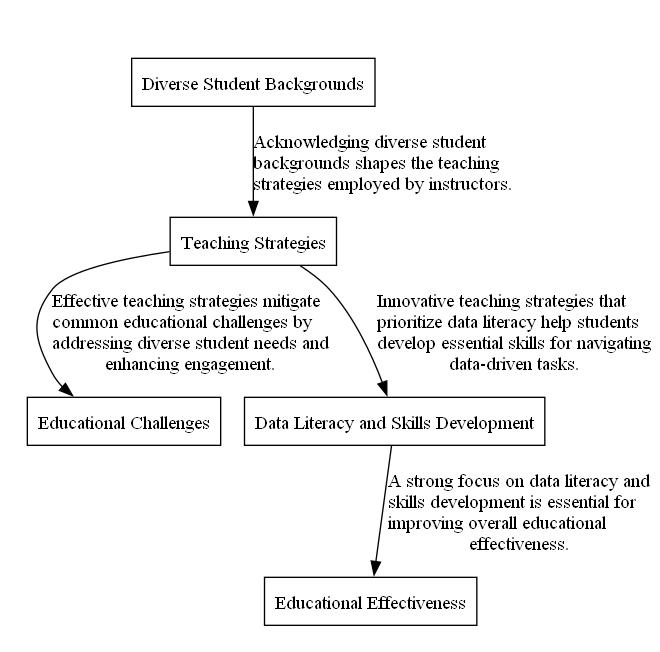 Diverse Student Backgrounds
Acknowledging diverse student
backgrounds shapes the teaching
strategies employed by instructors.
Teaching Strategies
Effective teaching strategies mitigate
common educational challenges by
addressing diverse student needs and
enhancing engagement.
Innovative teaching strategies that
prioritize data literacy help students
develop essential skills for navigating
data-driven tasks.
Educational Challenges
Data Literacy and Skills Development
A strong focus on data literacy and
skills development is essential for
improving overall educational
effectiveness.
Educational Effectiveness